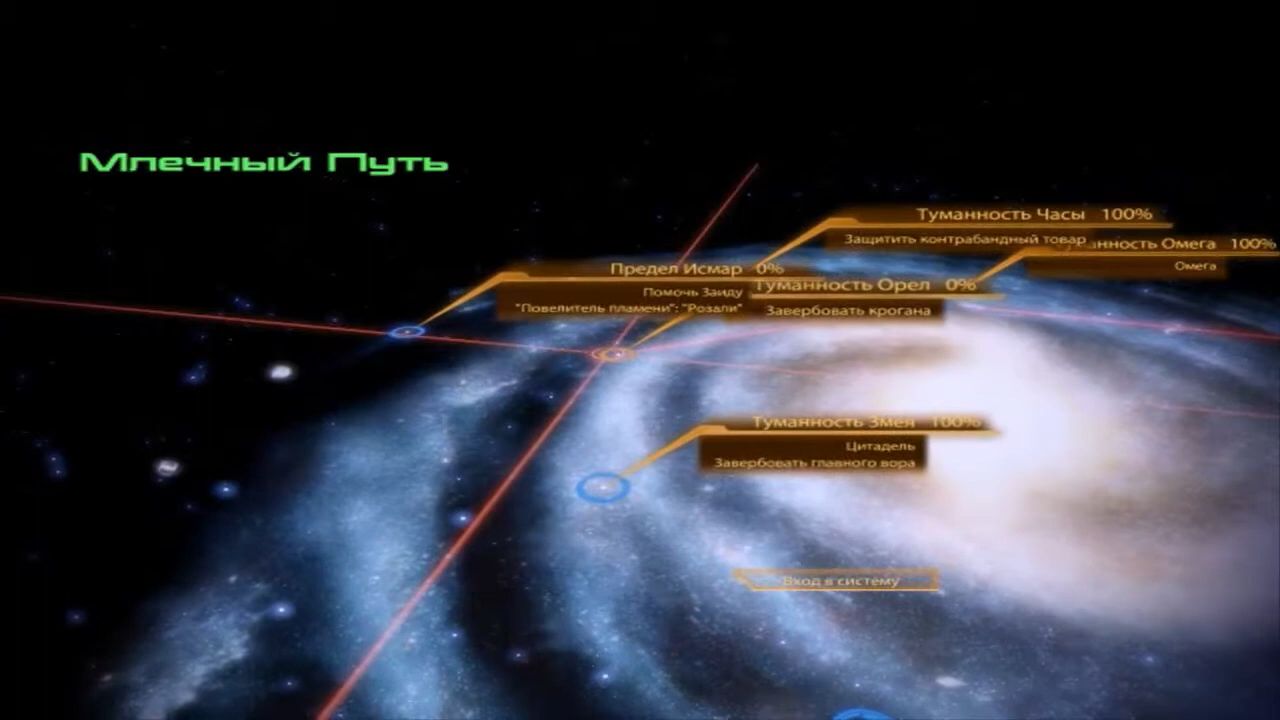 Млечный Путь
Туманность Часы 100%
Защитить контрабандный товар
нность Омега 100%
Омега
Предел Исмар 0%
Помочь Заиду
"Повелитель пламени": "Розали"
Туманность Орел 0%
Завербовать крогана
Туманность Змея 100%
Цитадель
Завербовать главного вора
Вход в систему